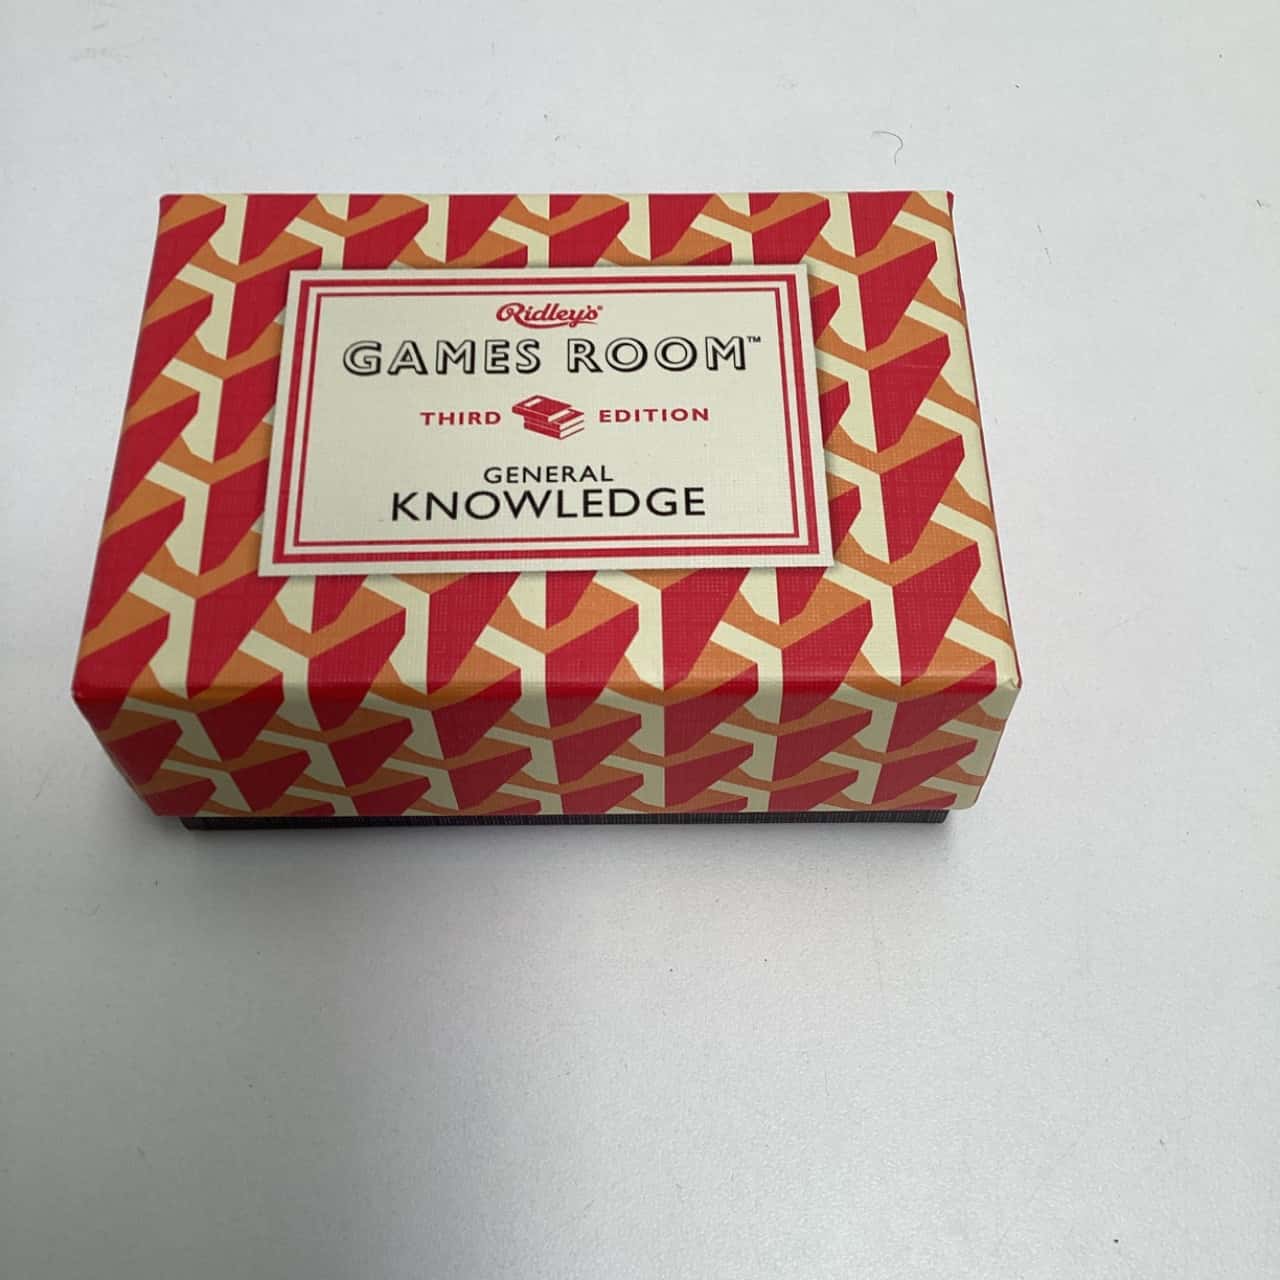 Ridley's®
GAMES ROOM™
THIRD EDITION
GENERAL
KNOWLEDGE